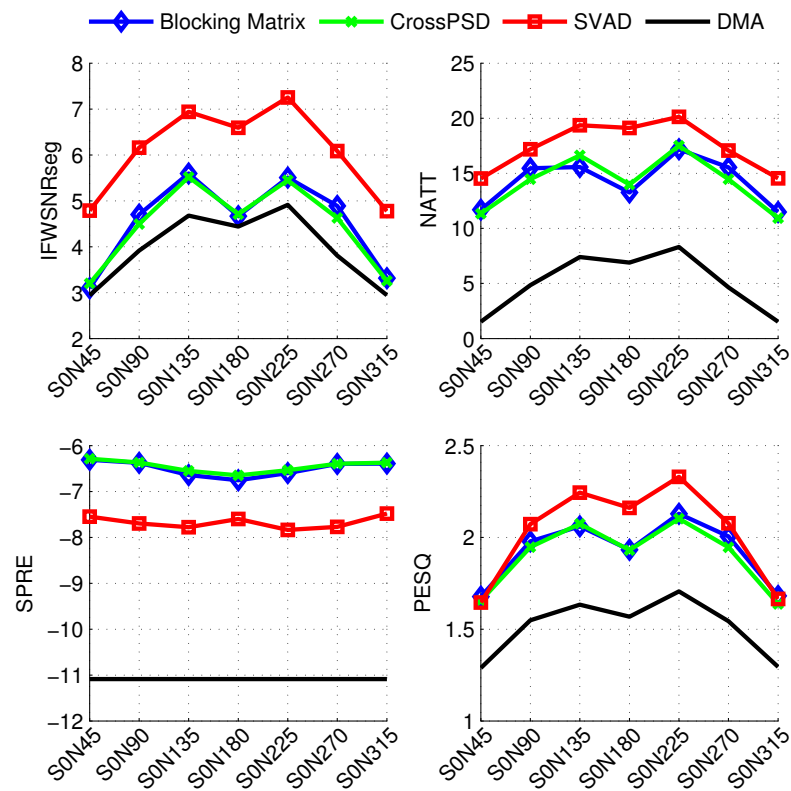 Blocking Matrix CrossPSD SVAD DMA
8
7
6
5
4
3
2
IFWSNRseg
S0N45 S0N90 S0N135 S0N180 S0N225 S0N270 S0N315
25
20
15
10
5
0
NATT
S0N45 S0N90 S0N135 S0N180 S0N225 S0N270 S0N315
−6
−7
−8
−9
−10
−11
−12
SPRE
S0N45 S0N90 S0N135 S0N180 S0N225 S0N270 S0N315
2.5
2
1.5
1
PESQ
S0N45 S0N90 S0N135 S0N180 S0N225 S0N270 S0N315